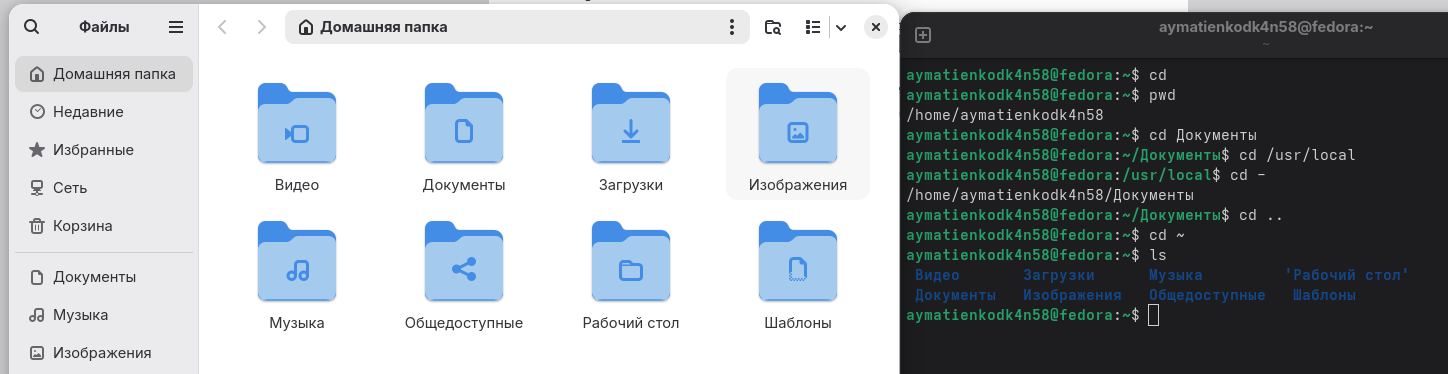 Файлы
Домашняя папка
Домашняя папка
Недавние
Избранные
Сеть
Корзина
Документы
Музыка
Изображения
Видео
Документы
Загрузки
Изображения
Музыка
Общедоступные
Рабочий стол
Шаблоны
aymatienkodk4n58@fedora:~
~
aymatienkodk4n58@fedora:~$ cd
aymatienkodk4n58@fedora:~$ pwd
/home/aymatienkodk4n58
aymatienkodk4n58@fedora:~$ cd Документы
aymatienkodk4n58@fedora:~/Документы$ cd /usr/local
aymatienkodk4n58@fedora:/usr/local$ cd -
/home/aymatienkodk4n58/Документы
aymatienkodk4n58@fedora:~/Документы$ cd ..
aymatienkodk4n58@fedora:~$ cd ~
aymatienkodk4n58@fedora:~$ ls
Видео Загрузки Музыка 'Рабочий стол'
Документы Изображения Общедоступные Шаблоны
aymatienkodk4n58@fedora:~$